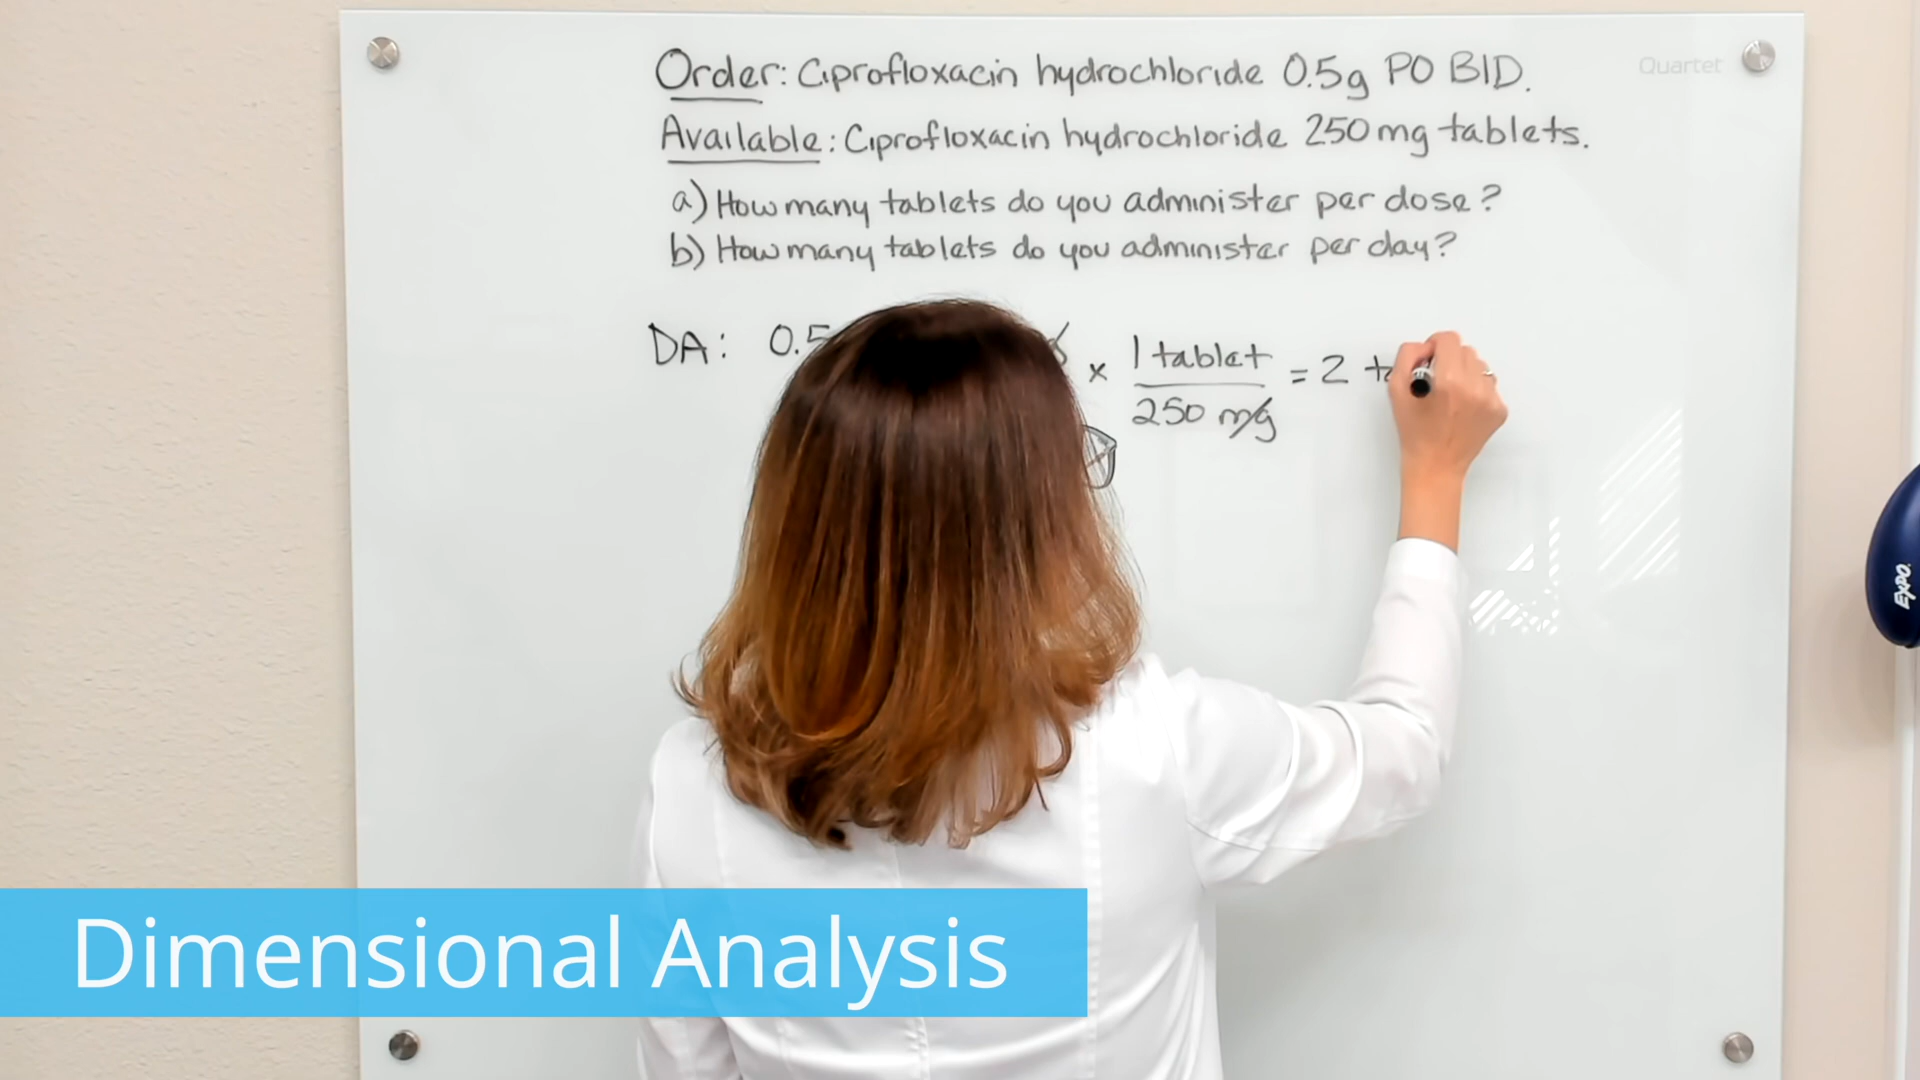 Quartet
Order: Ciprofloxacin hydrochloride 0.5g PO BID.
Available: Ciprofloxacin hydrochloride 250 mg tablets.
a) How many tablets do you administer per dose?
b) How many tablets do you administer per day?
DA: 0.5 x 1 tablet = 2
250 mg
EXPO
Dimensional Analysis